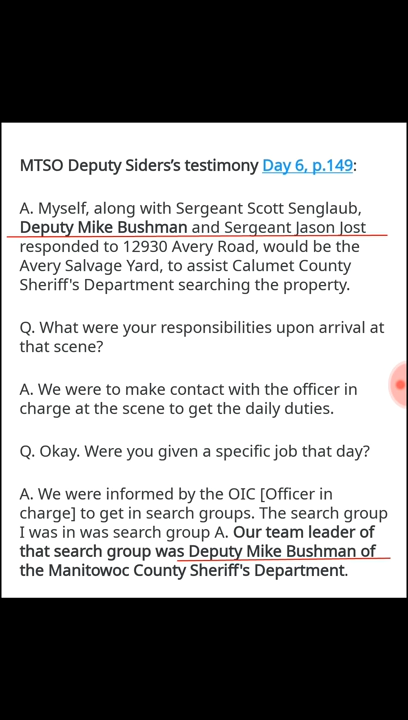 MTSO Deputy Siders’s testimony Day 6, p.149:
A. Myself, along with Sergeant Scott Senglaub,
Deputy Mike Bushman and Sergeant Jason Jost
responded to 12930 Avery Road, would be the
Avery Salvage Yard, to assist Calumet County
Sheriff's Department searching the property.
Q. What were your responsibilities upon arrival at
that scene?
A. We were to make contact with the officer in
charge at the scene to get the daily duties.
Q. Okay. Were you given a specific job that day?
A. We were informed by the OIC [Officer in
charge] to get in search groups. The search group
I was in was search group A. Our team leader of
that search group was Deputy Mike Bushman of
the Manitowoc County Sheriff's Department.